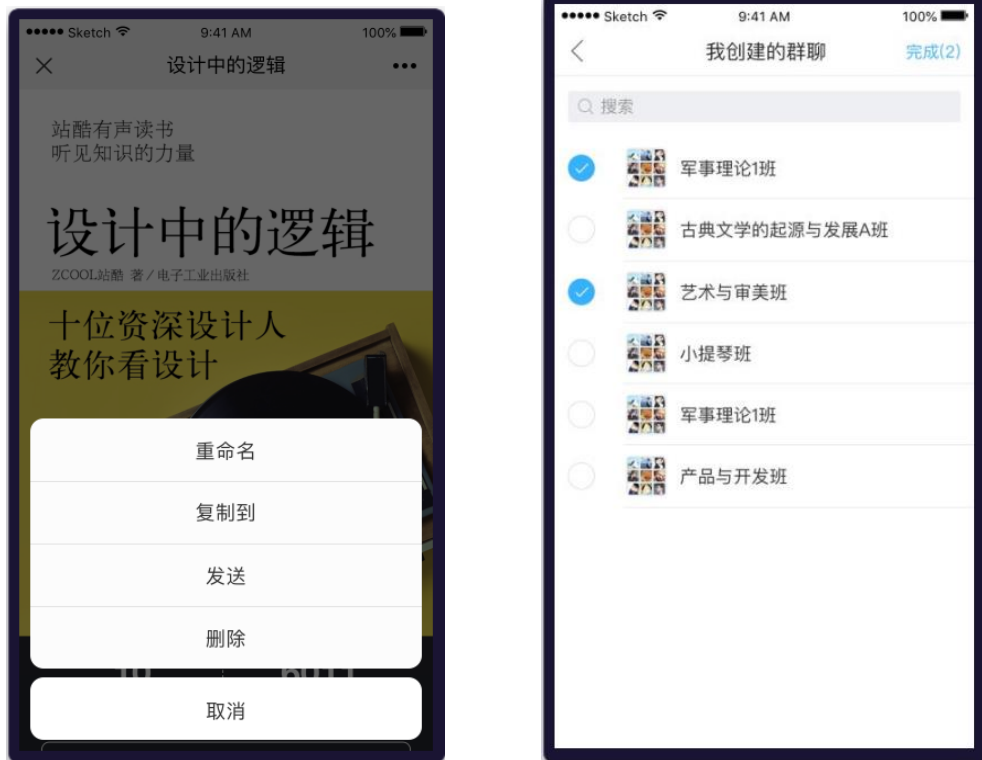 Sketch 9:41 AM 100%
设计中的逻辑
站酷有声读书
听见知识的力量
设计中的逻辑
ZCOOL站酷 著 / 电子工业出版社
十位资深设计人
教你看设计
重命名
复制到
发送
删除
取消
Sketch 9:41 AM 100%
我创建的群聊 完成(2)
搜索
军事理论1班
古典文学的起源与发展A班
艺术与审美班
小提琴班
军事理论1班
产品与开发班